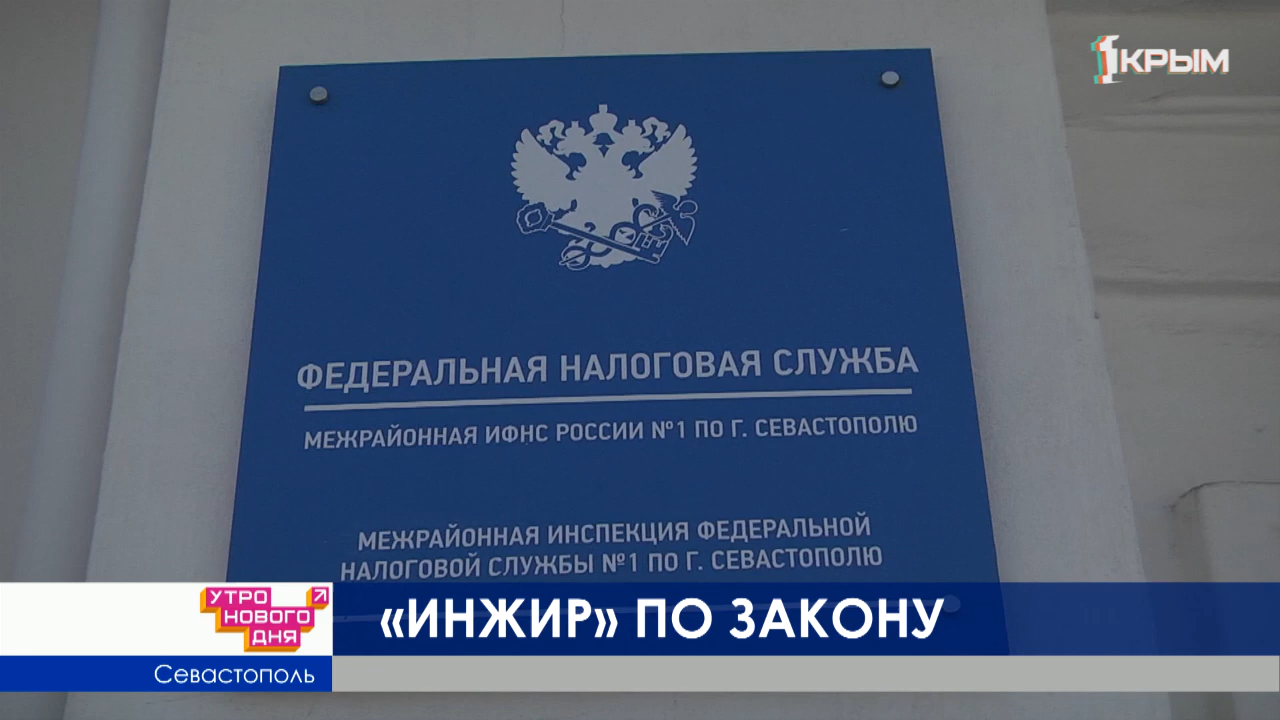 1КРЫМ
ФЕДЕРАЛЬНАЯ НАЛОГОВАЯ СЛУЖБА
МЕЖРАЙОННАЯ ИФНС РОССИИ №1 ПО Г. СЕВАСТОПОЛЮ
МЕЖРАЙОННАЯ ИНСПЕКЦИЯ ФЕДЕРАЛЬНОЙ
НАЛОГОВОЙ СЛУЖБЫ №1 ПО Г. СЕВАСТОПОЛЮ
УТРО
НОВОГО
ДНЯ
«ИНЖИР» ПО ЗАКОНУ
Севастополь